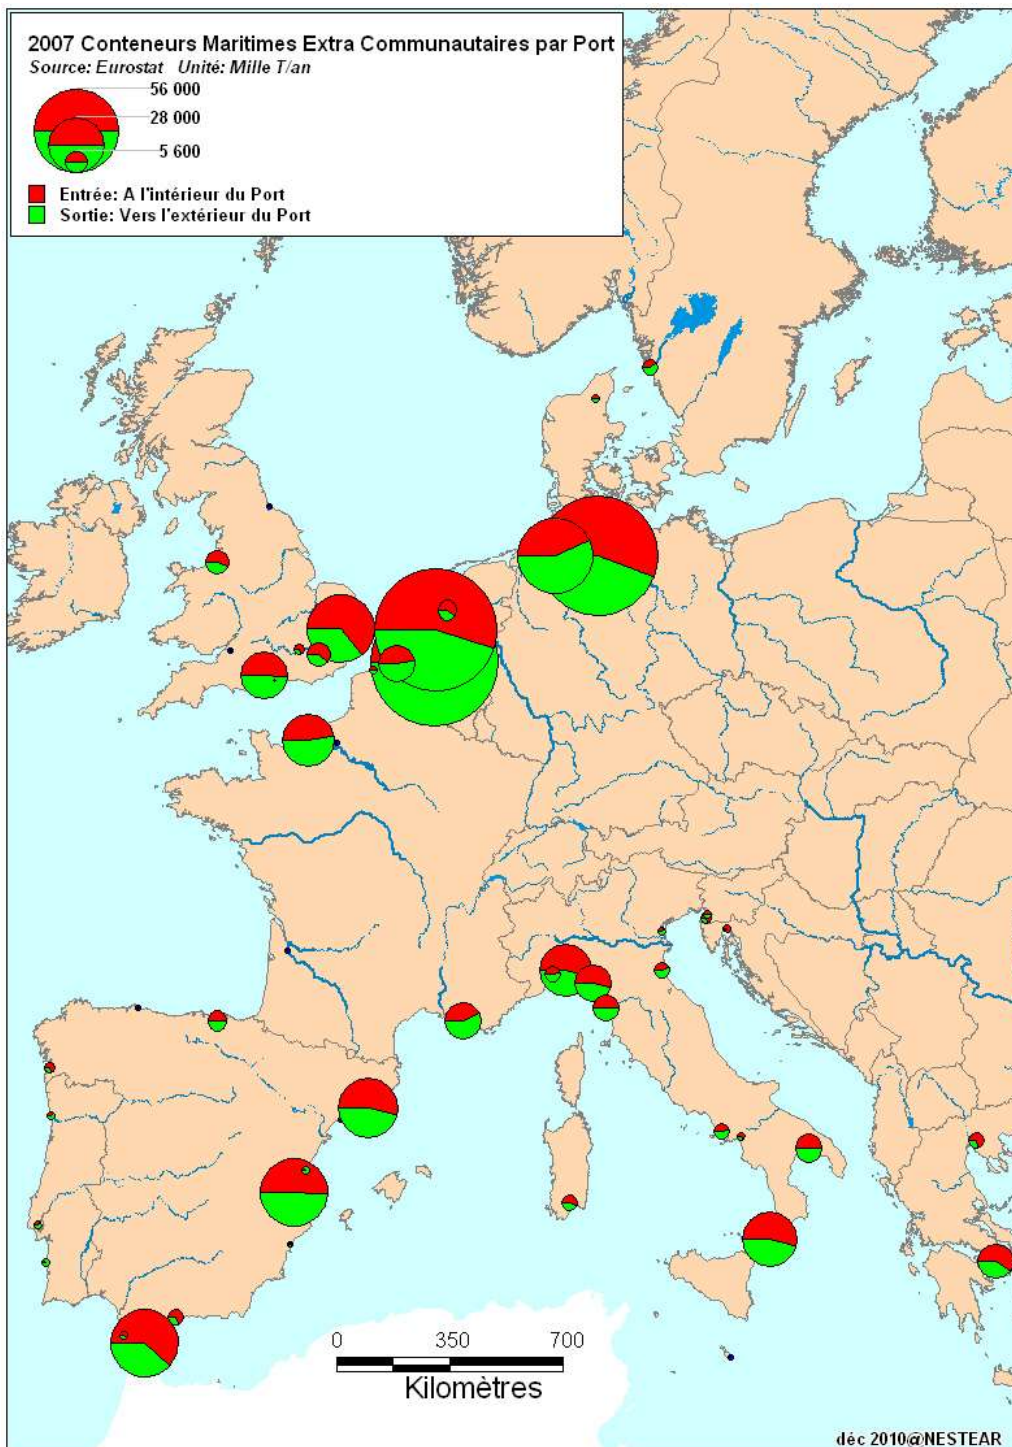 2007 Conteneurs Maritimes Extra Communautaires par Port
Source: Eurostat Unité: Mille T/an
56 000
28 000
5 600
Entrée: A l'intérieur du Port
Sortie: Vers l'extérieur du Port
0 350 700
Kilomètres
déc 2010@NESTEAR